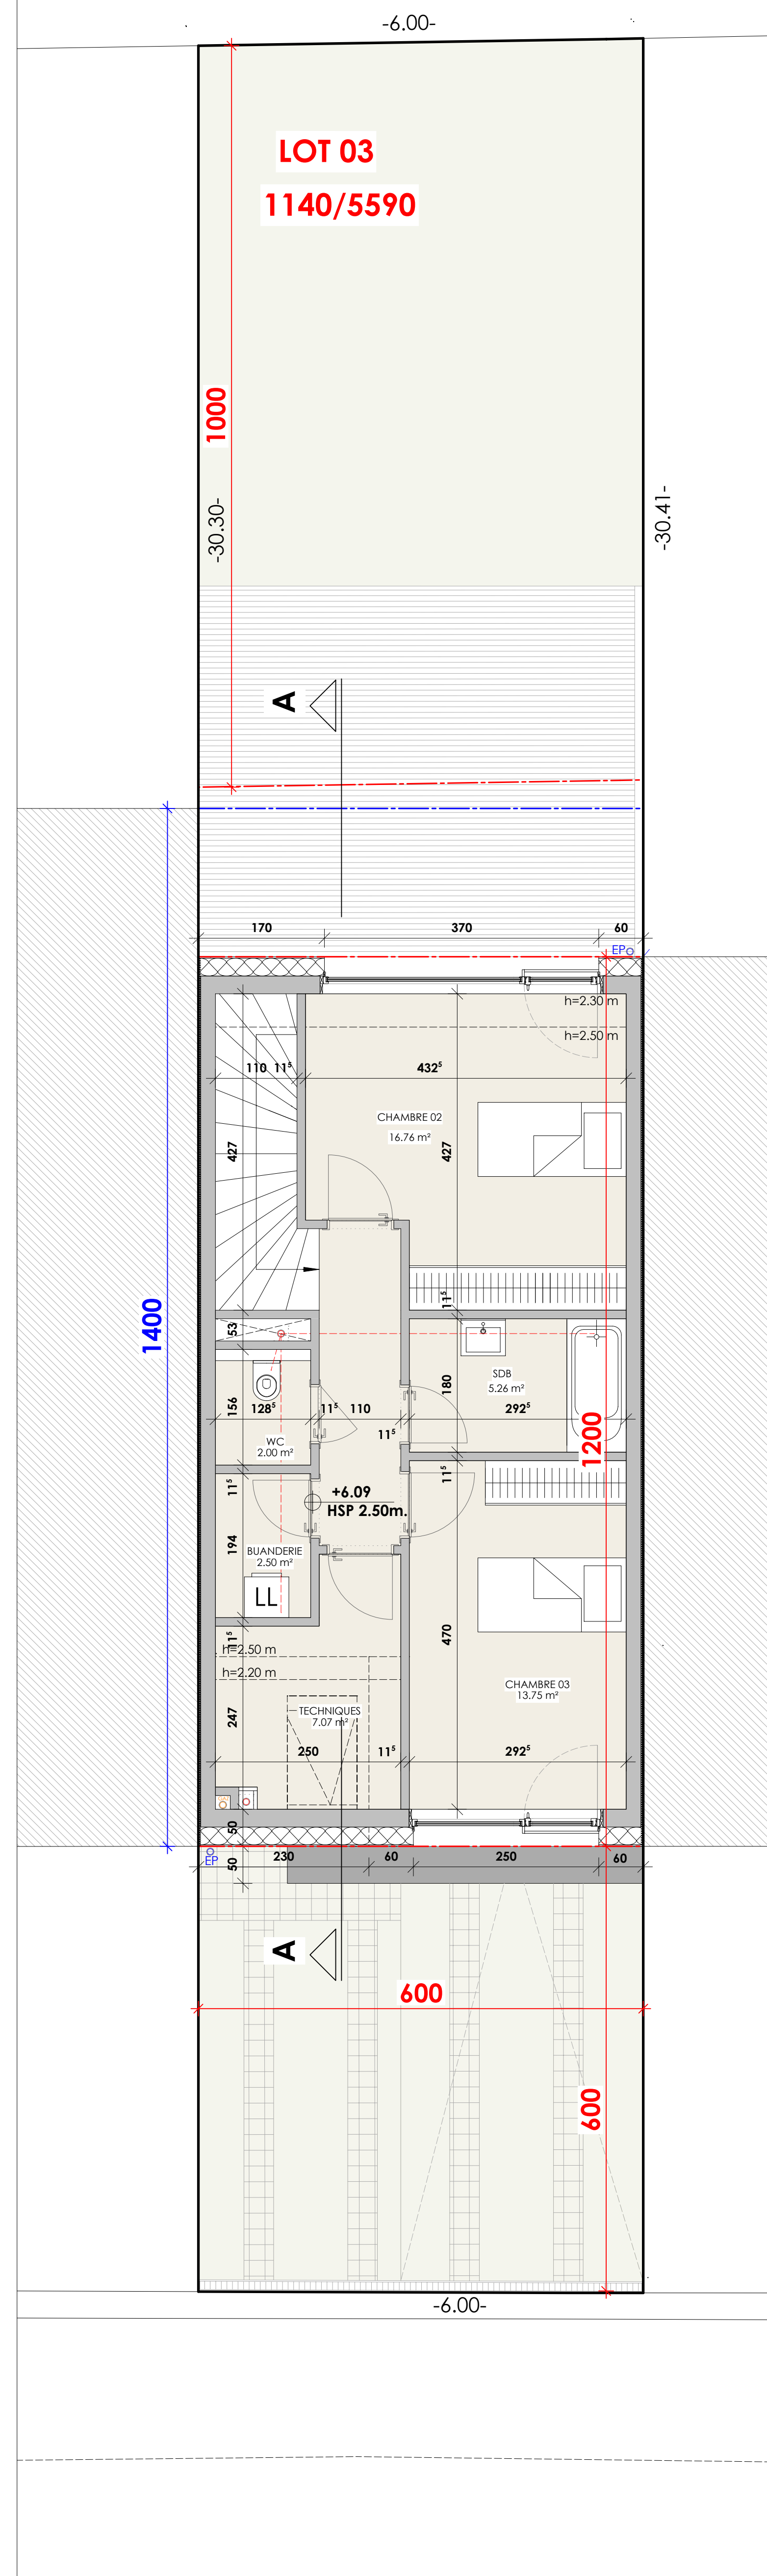 -6.00-
LOT 03
1140/5590
1000
-30.30-
-30.41-
A
170
370
60
EP
h=2.30 m
h=2.50 m
110
11⁵
432⁵
CHAMBRE 02
16.76 m²
427
427
1400
11⁵
53
SDB
5.26 m²
180
156
128⁵
11⁵
110
292⁵
11⁵
1200
WC
2.00 m²
11⁵
11⁵
+6.09
HSP 2.50m.
194
BUANDERIE
2.50 m²
LL
470
11⁵
h=2.50 m
h=2.20 m
CHAMBRE 03
13.75 m²
TECHNIQUES
7.07 m²
247
250
11⁵
292⁵
50
50
EP
230
60
250
60
A
600
600
-6.00-